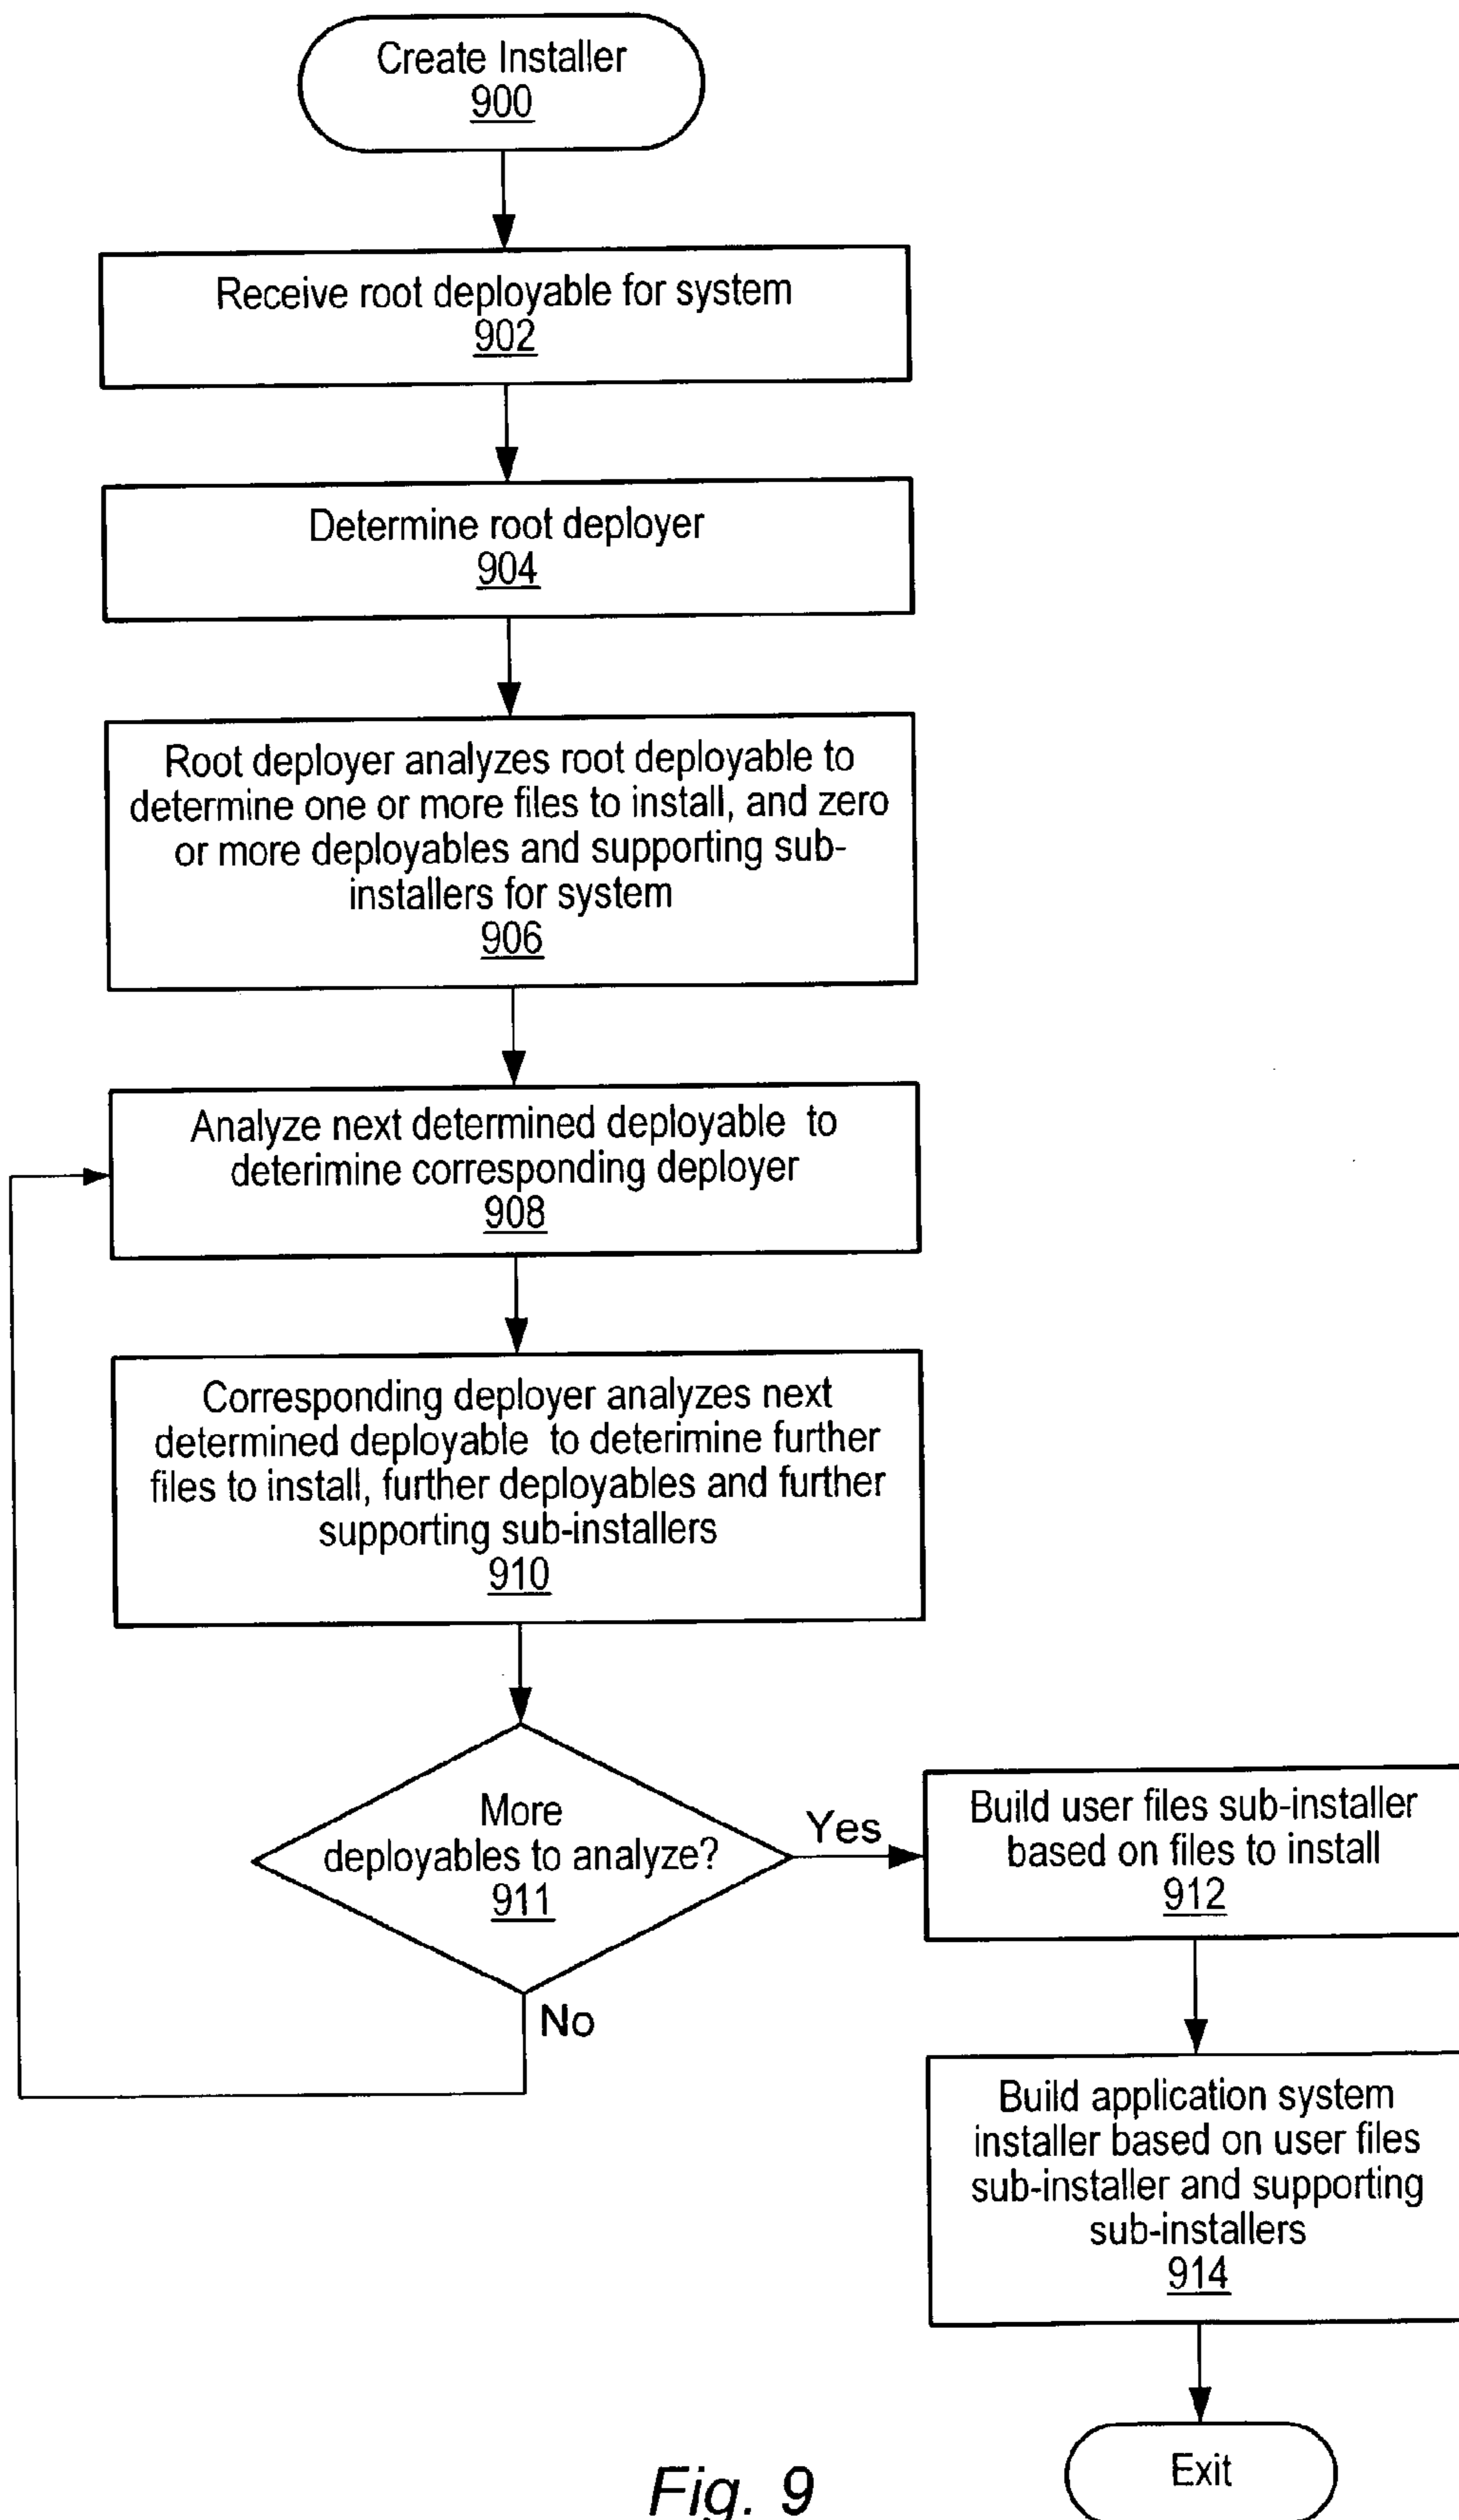 Create Installer
900
Receive root deployable for system
902
Determine root deployer
904
Root deployer analyzes root deployable to
determine one or more files to install, and zero
or more deployables and supporting sub-
installers for system
906
Analyze next determined deployable to
deterimine corresponding deployer
908
Corresponding deployer analyzes next
determined deployable to deterimine further
files to install, further deployables and further
supporting sub-installers
910
More
deployables to analyze?
911
Yes
No
Build user files sub-installer
based on files to install
912
Build application system
installer based on user files
sub-installer and supporting
sub-installers
914
Exit
Fig. 9